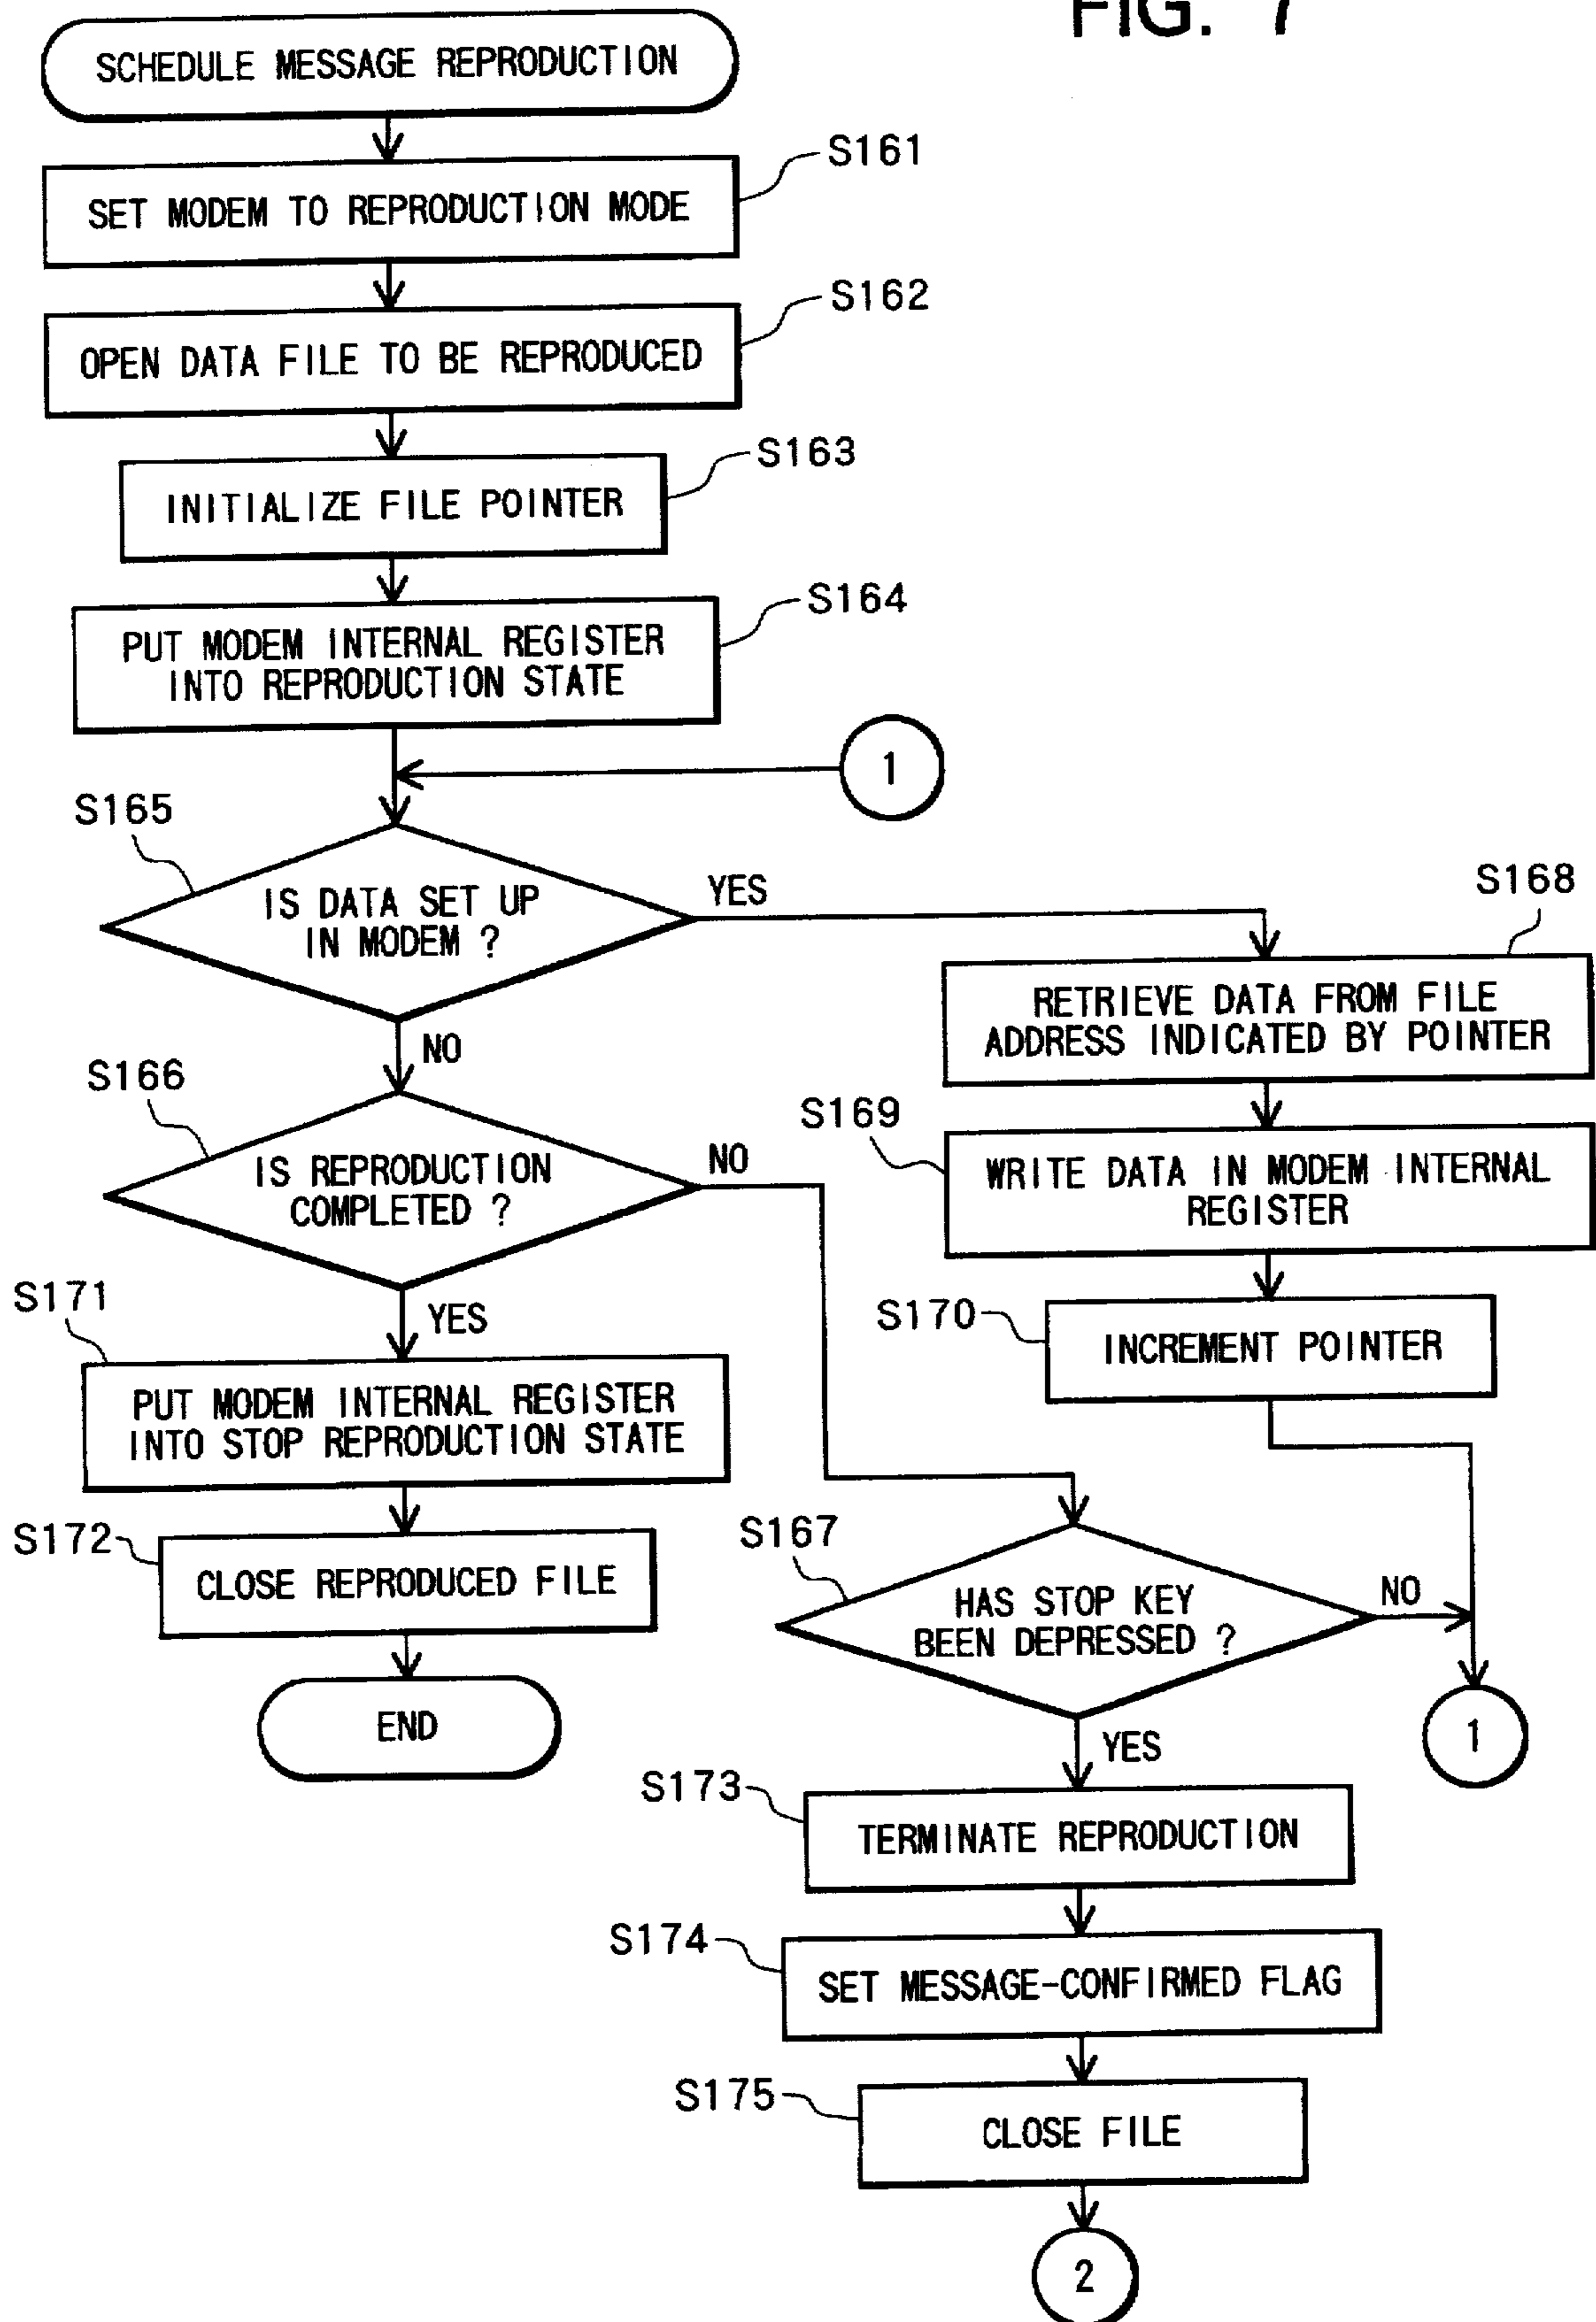 FIG. 7
SCHEDULE MESSAGE REPRODUCTION
S161
SET MODEM TO REPRODUCTION MODE
S162
OPEN DATA FILE TO BE REPRODUCED
S163
INITIALIZE FILE POINTER
S164
PUT MODEM INTERNAL REGISTER
INTO REPRODUCTION STATE
1
S165
IS DATA SET UP
IN MODEM ?
YES
NO
S168
RETRIEVE DATA FROM FILE
ADDRESS INDICATED BY POINTER
S166
IS REPRODUCTION
COMPLETED ?
NO
YES
S169
WRITE DATA IN MODEM INTERNAL
REGISTER
S170
INCREMENT POINTER
S171
PUT MODEM INTERNAL REGISTER
INTO STOP REPRODUCTION STATE
S172
CLOSE REPRODUCED FILE
END
S167
HAS STOP KEY
BEEN DEPRESSED ?
NO
1
YES
S173
TERMINATE REPRODUCTION
S174
SET MESSAGE-CONFIRMED FLAG
S175
CLOSE FILE
2